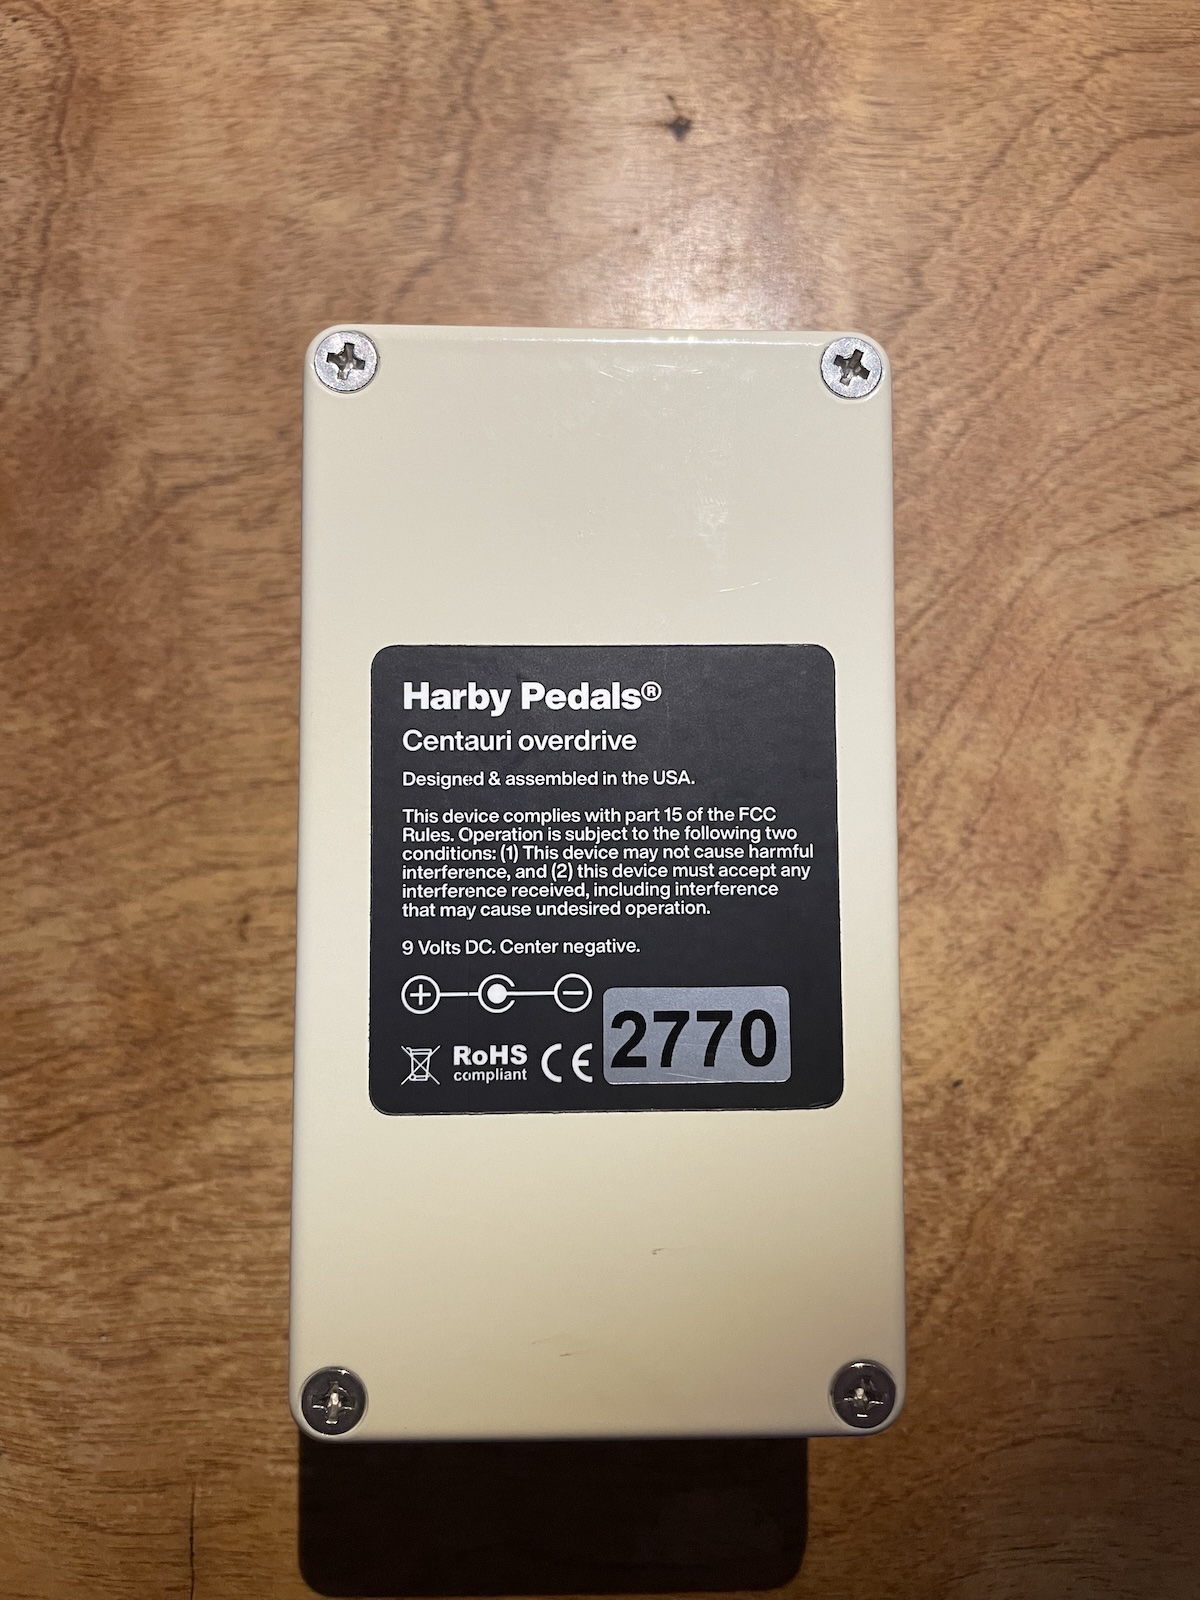 Harby Pedals®
Centauri overdrive
Designed & assembled in the USA.
This device complies with part 15 of the FCC
Rules. Operation is subject to the following two
conditions: (1) This device may not cause harmful
interference, and (2) this device must accept any
interference received, including interference
that may cause undesired operation.
9 Volts DC. Center negative.
RoHS
compliant
CE
2770